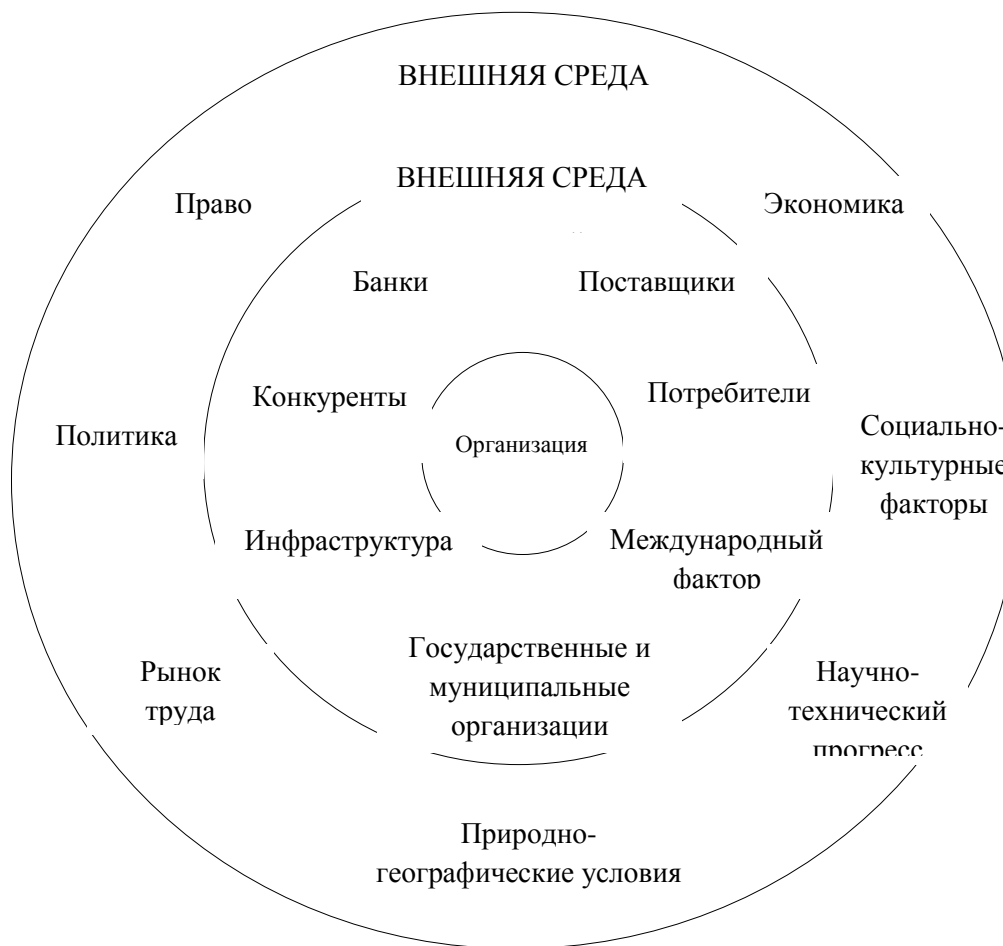 ВНЕШНЯЯ СРЕДА
ВНЕШНЯЯ СРЕДА
Право
Экономика
Банки
Поставщики
Конкуренты
Потребители
Политика
Организация
Социально-
культурные
факторы
Инфраструктура
Международный
фактор
Государственные и
муниципальные
организации
Рынок
труда
Научно-
технический
прогресс
Природно-
географические условия